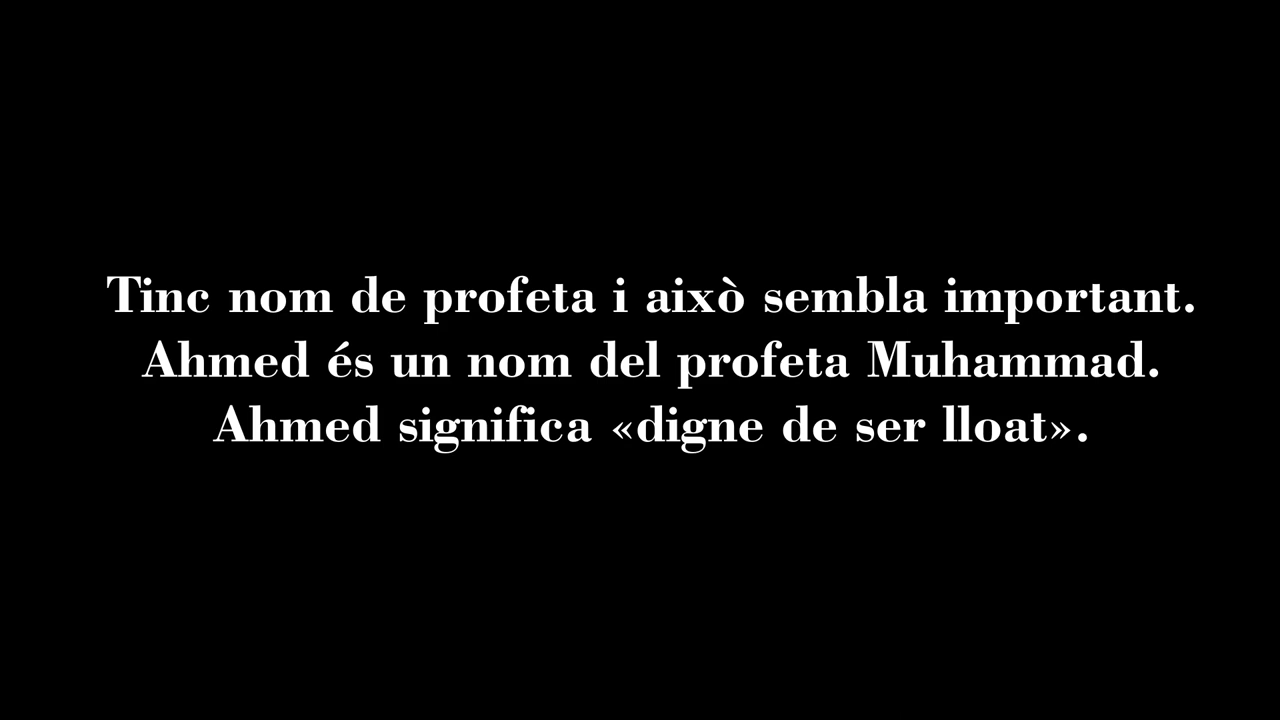 Tinc nom de profeta i això sembla important.
Ahmed és un nom del profeta Muhammad.
Ahmed significa «digne de ser lloat».